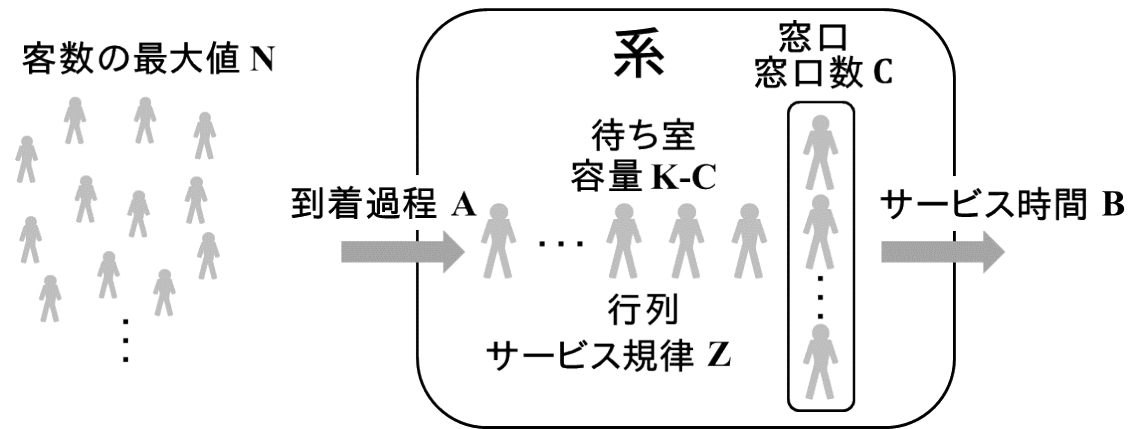 客数の最大値 N
系
窓口
窓口数 C
待ち室
容量 K-C
到着過程 A
サービス時間 B
行列
サービス規律 Z